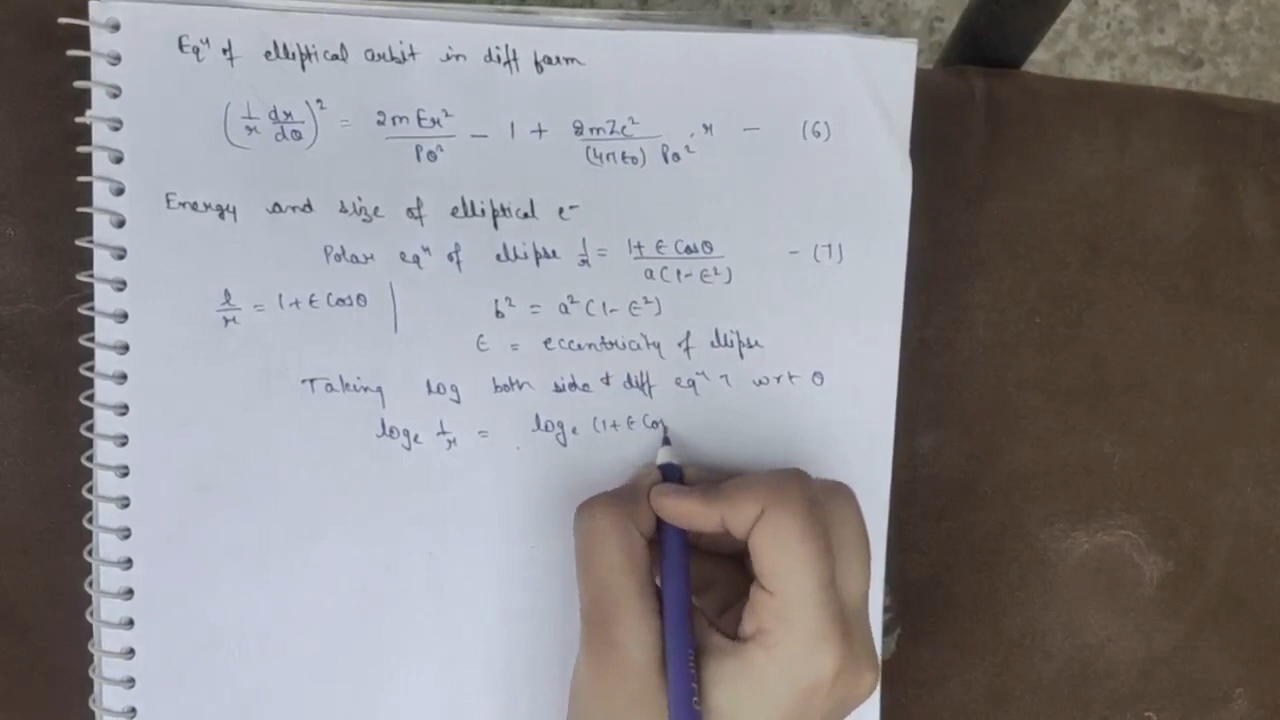 Eqⁿ of elliptical orbit in diff form
(1/r dr/dθ)² = 2mEr²/Pθ² - 1 + 2mZe²/(4πε0) Pθ² . r - (6)
Energy and size of elliptical e⁻
Polar eqⁿ of ellipse 1/r = 1+ ε Cosθ / a(1-ε²) - (7)
l/r = 1+ ε Cosθ | b² = a² (1- ε²)
ε = eccentricity of ellipse
Taking log both side & diff eqⁿ 7 wrt θ
loge 1/r = loge (1+ ε Cos